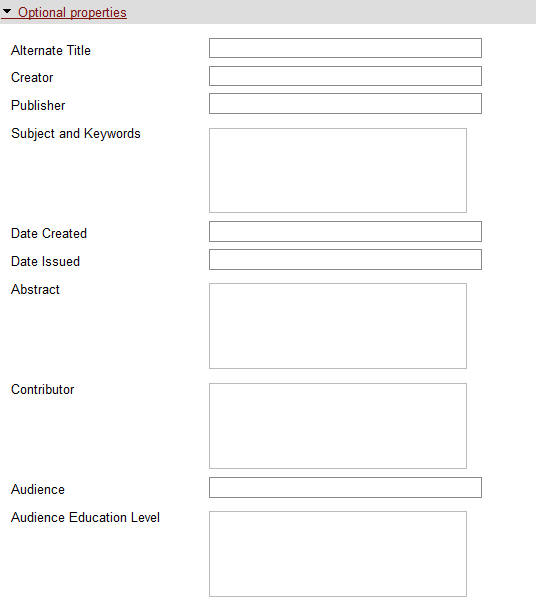 Optional properties
Alternate Title
Creator
Publisher
Subject and Keywords
Date Created
Date Issued
Abstract
Contributor
Audience
Audience Education Level